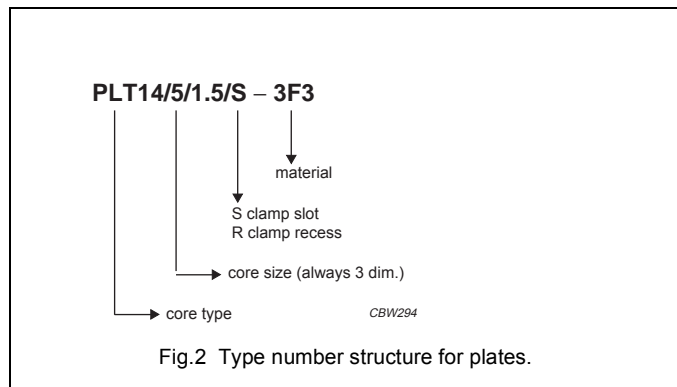 PLT14/5/1.5/S – 3F3
material
S clamp slot
R clamp recess
core size (always 3 dim.)
core type
CBW294
Fig.2 Type number structure for plates.